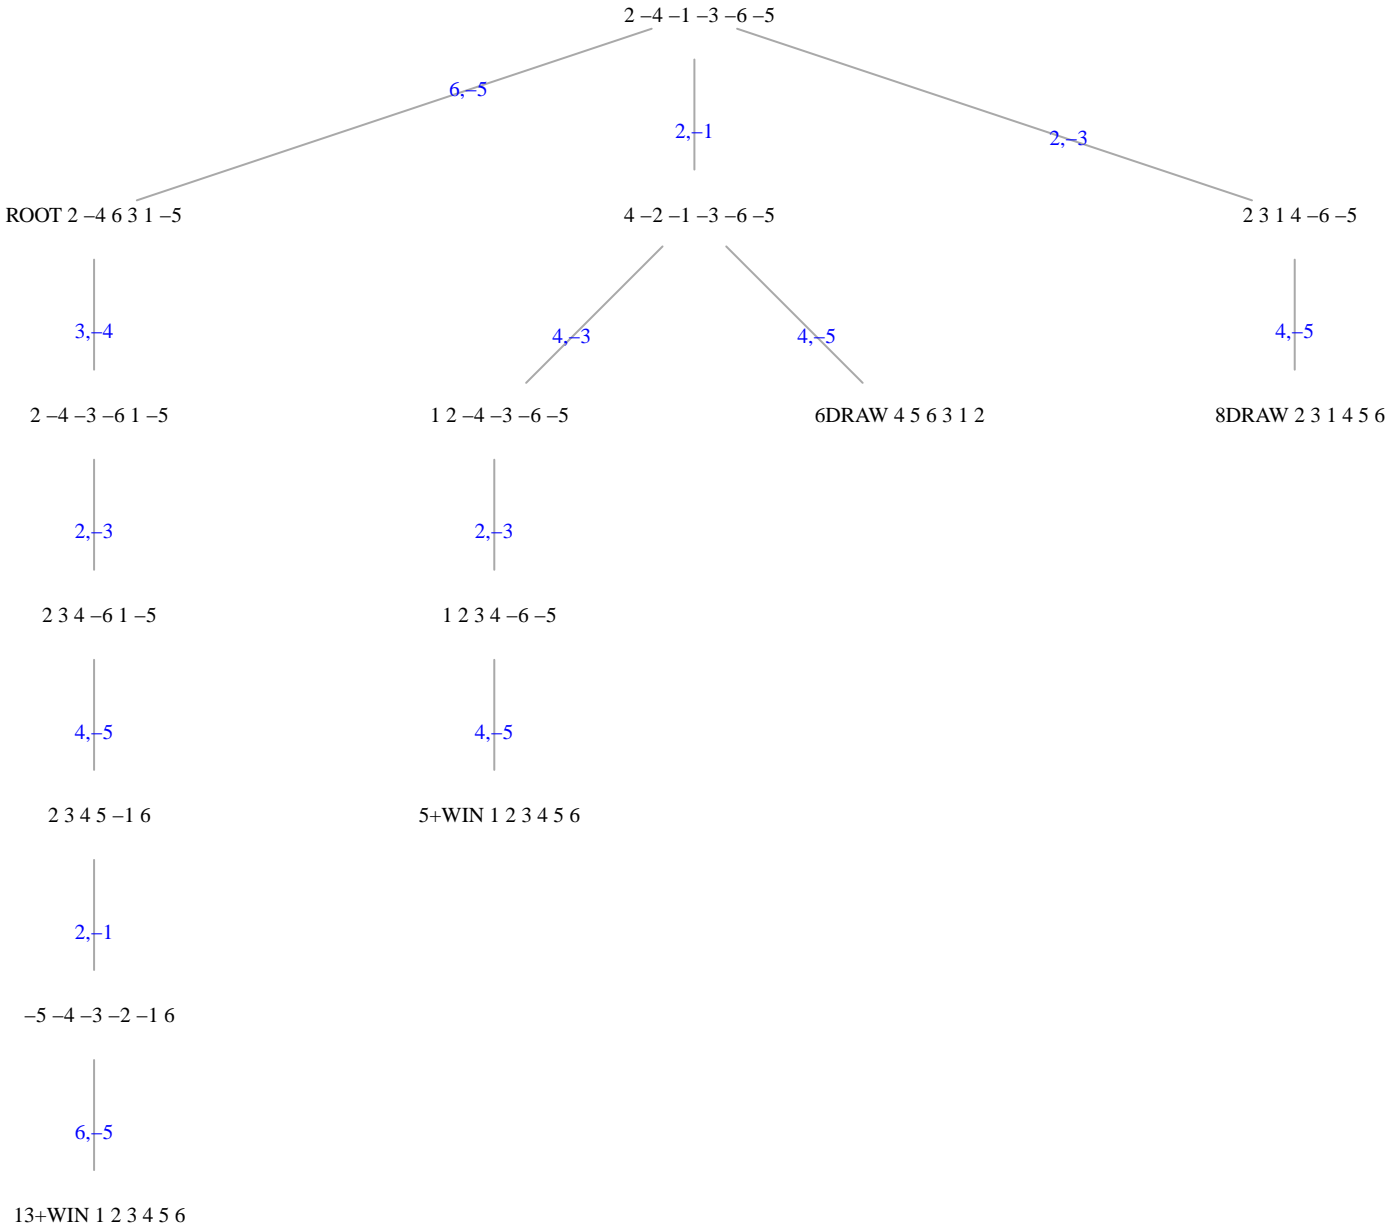 2 –4 –1 –3 –6 –5
6,–5
2,–1
2,–3
ROOT 2 –4 6 3 1 –5
4 –2 –1 –3 –6 –5
2 3 1 4 –6 –5
3,–4
4,–3
4,–5
4,–5
2 –4 –3 –6 1 –5
1 2 –4 –3 –6 –5
6DRAW 4 5 6 3 1 2
8DRAW 2 3 1 4 5 6
2,–3
2,–3
2 3 4 –6 1 –5
1 2 3 4 –6 –5
4,–5
4,–5
2 3 4 5 –1 6
5+WIN 1 2 3 4 5 6
2,–1
–5 –4 –3 –2 –1 6
6,–5
13+WIN 1 2 3 4 5 6